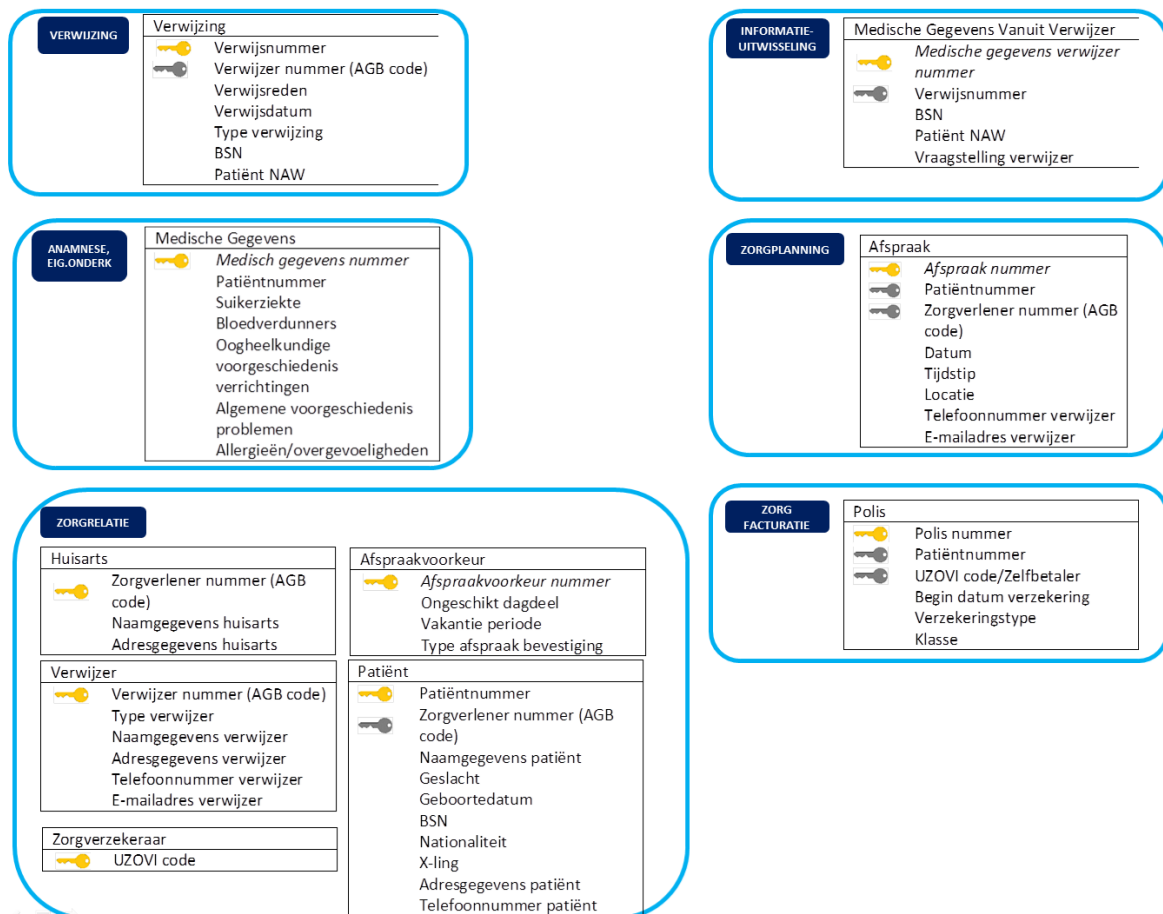 VERWIJZING
Verwijzing
Verwijsnummer
Verwijzer nummer (AGB code)
Verwijsreden
Verwijsdatum
Type verwijzing
BSN
Patiënt NAW
INFORMATIE-
UITWISSELING
Medische Gegevens Vanuit Verwijzer
Medische gegevens verwijzer
nummer
Verwijsnummer
BSN
Patiënt NAW
Vraagstelling verwijzer
ANAMNESE,
EIG.ONDERK
Medische Gegevens
Medisch gegevens nummer
Patiëntnummer
Suikerziekte
Bloedverdunners
Oogheelkundige
voorgeschiedenis
verrichtingen
Algemene voorgeschiedenis
problemen
Allergieën/overgevoeligheden
ZORGPLANNING
Afspraak
Afspraak nummer
Patiëntnummer
Zorgverlener nummer (AGB
code)
Datum
Tijdstip
Locatie
Telefoonnummer verwijzer
E-mailadres verwijzer
ZORGRELATIE
Huisarts
Zorgverlener nummer (AGB
code)
Naamgegevens huisarts
Adresgegevens huisarts
Verwijzer
Verwijzer nummer (AGB code)
Type verwijzer
Naamgegevens verwijzer
Adresgegevens verwijzer
Telefoonnummer verwijzer
E-mailadres verwijzer
Zorgverzekeraar
UZOVI code
Afspraakvoorkeur
Afspraakvoorkeur nummer
Ongeschikt dagdeel
Vakantie periode
Type afspraak bevestiging
Patiënt
Patiëntnummer
Zorgverlener nummer (AGB
code)
Naamgegevens patiënt
Geslacht
Geboortedatum
BSN
Nationaliteit
X-ling
Adresgegevens patiënt
Telefoonnummer patiënt
ZORG
FACTURATIE
Polis
Polis nummer
Patiëntnummer
UZOVI code/Zelfbetaler
Begin datum verzekering
Verzekeringstype
Klasse